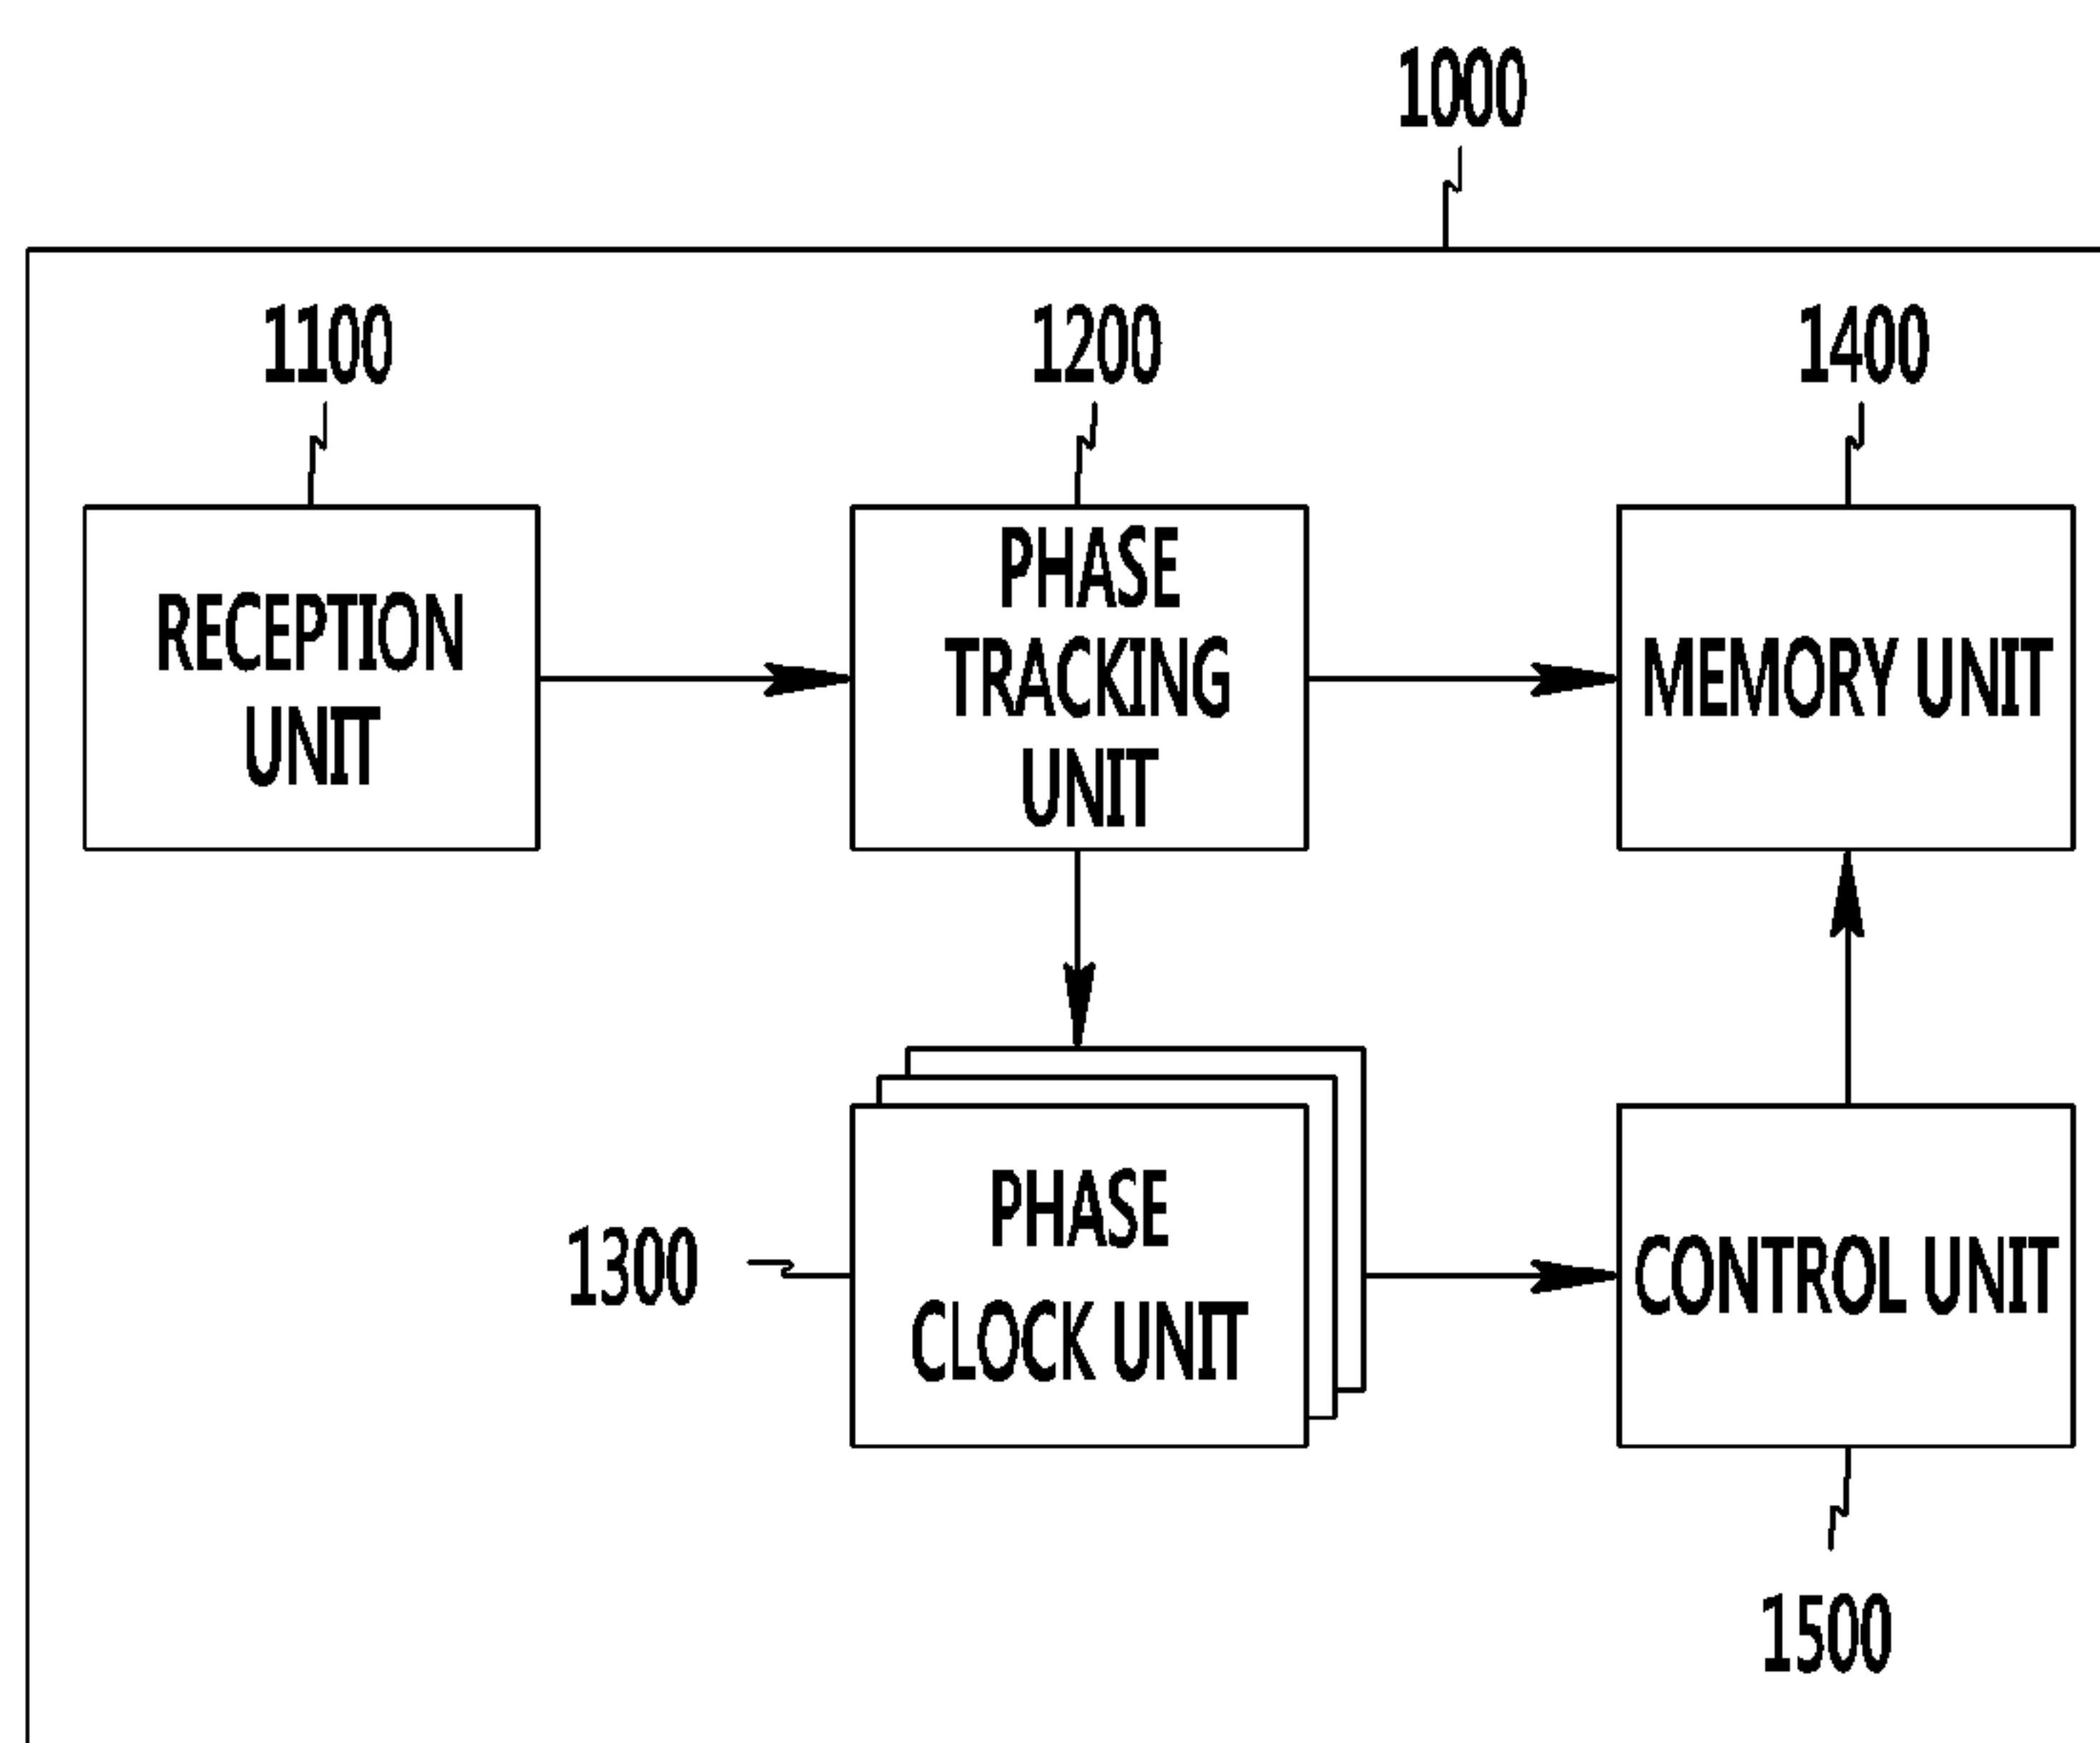 1000
1100
1200
1400
RECEPTION
UNIT
PHASE
TRACKING
UNIT
MEMORY UNIT
1300
PHASE
CLOCK UNIT
CONTROL UNIT
1500